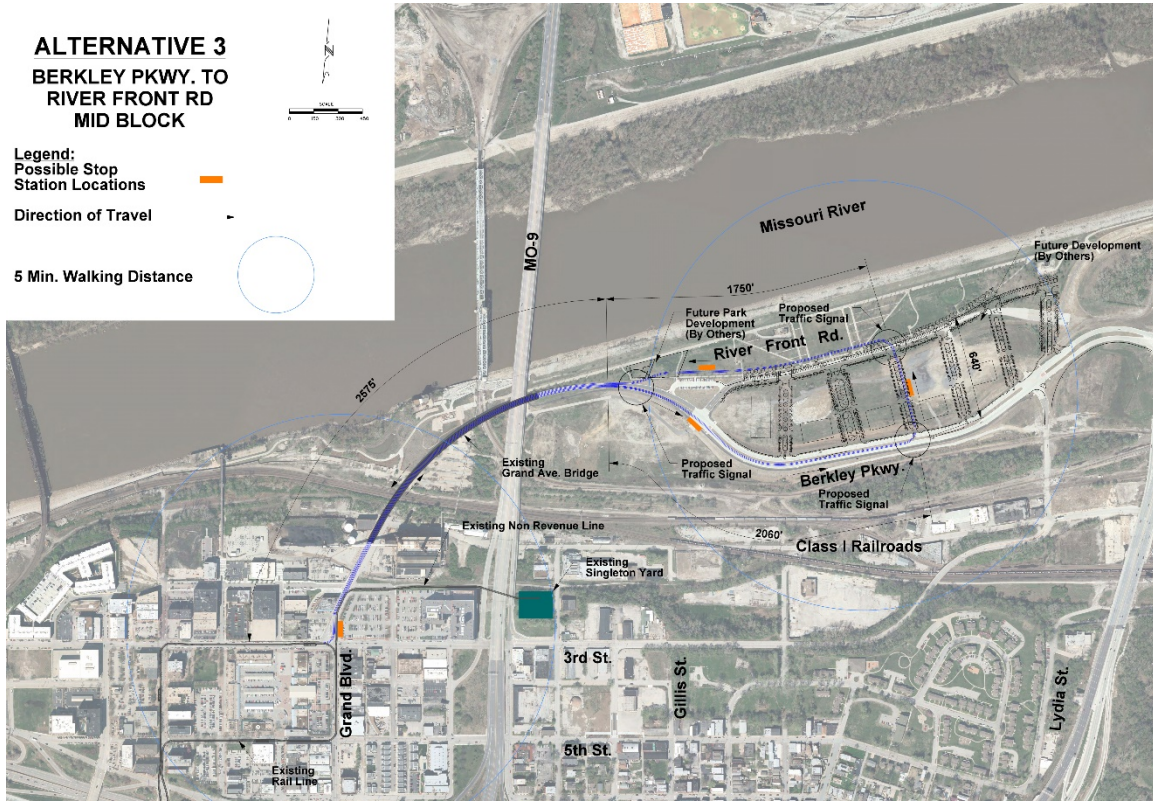 ALTERNATIVE 3
BERKLEY PKWY. TO
RIVER FRONT RD
MID BLOCK
N
SCALE
0
Legend:
Possible Stop
Station Locations
Direction of Travel
5 Min. Walking Distance
MO-9
Missouri River
Future Development
(By Others)
1750'
Future Park
Development
(By Others)
Proposed
Traffic Signal
River Front Rd.
640'
2575'
Existing
Grand Ave. Bridge
Proposed
Traffic Signal
Berkley Pkwy.
Proposed
Traffic Signal
Existing Non Revenue Line
2060'
Class I Railroads
Existing
Singleton Yard
Grand Blvd.
3rd St.
Gillis St.
Lydia St.
5th St.
Existing
Rail Line